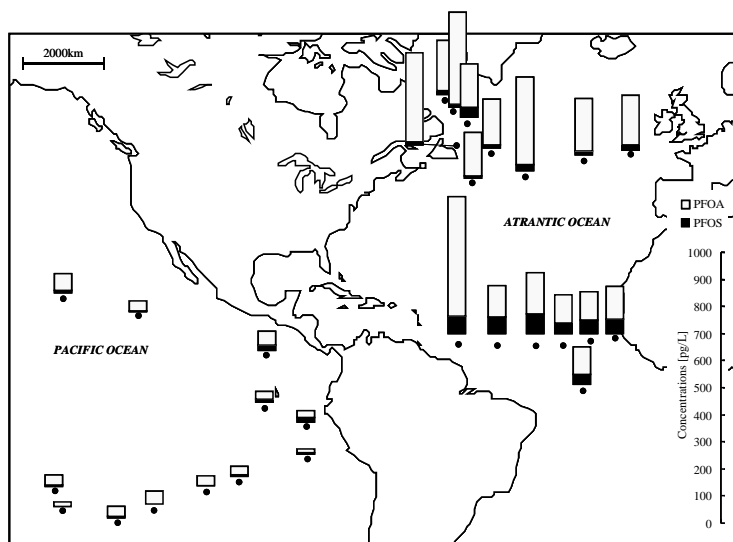 2000km
PFOA
ATRANTIC OCEAN
PFOS
1000
900
800
700
PACIFIC OCEAN
600
500
400
300
200
100
0
Concentrations [pg/L]